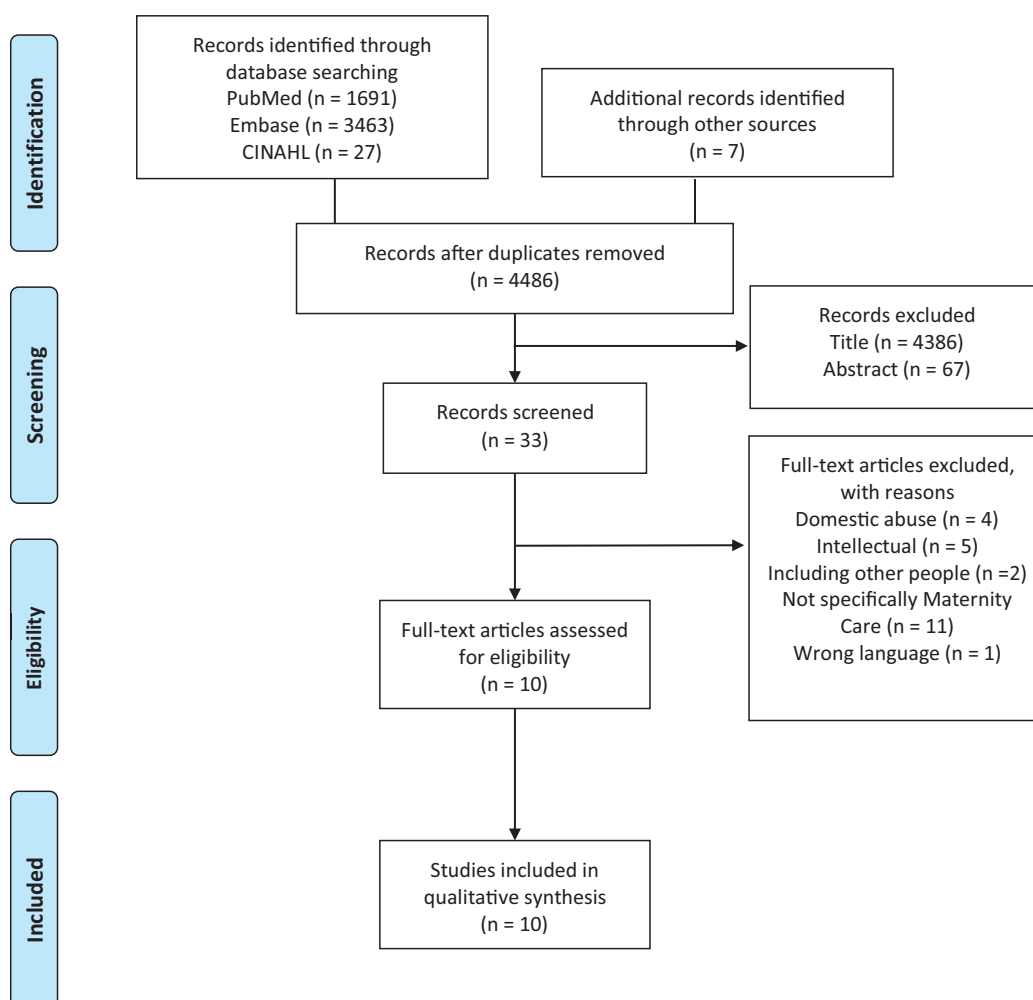 Identification
Records identified through
database searching
PubMed (n = 1691)
Embase (n = 3463)
CINAHL (n = 27)
Additional records identified
through other sources
(n = 7)
Records after duplicates removed
(n = 4486)
Screening
Records excluded
Title (n = 4386)
Abstract (n = 67)
Records screened
(n = 33)
Eligibility
Full-text articles excluded,
with reasons
Domestic abuse (n = 4)
Intellectual (n = 5)
Including other people (n =2)
Not specifically Maternity
Care (n = 11)
Wrong language (n = 1)
Full-text articles assessed
for eligibility
(n = 10)
Included
Studies included in
qualitative synthesis
(n = 10)